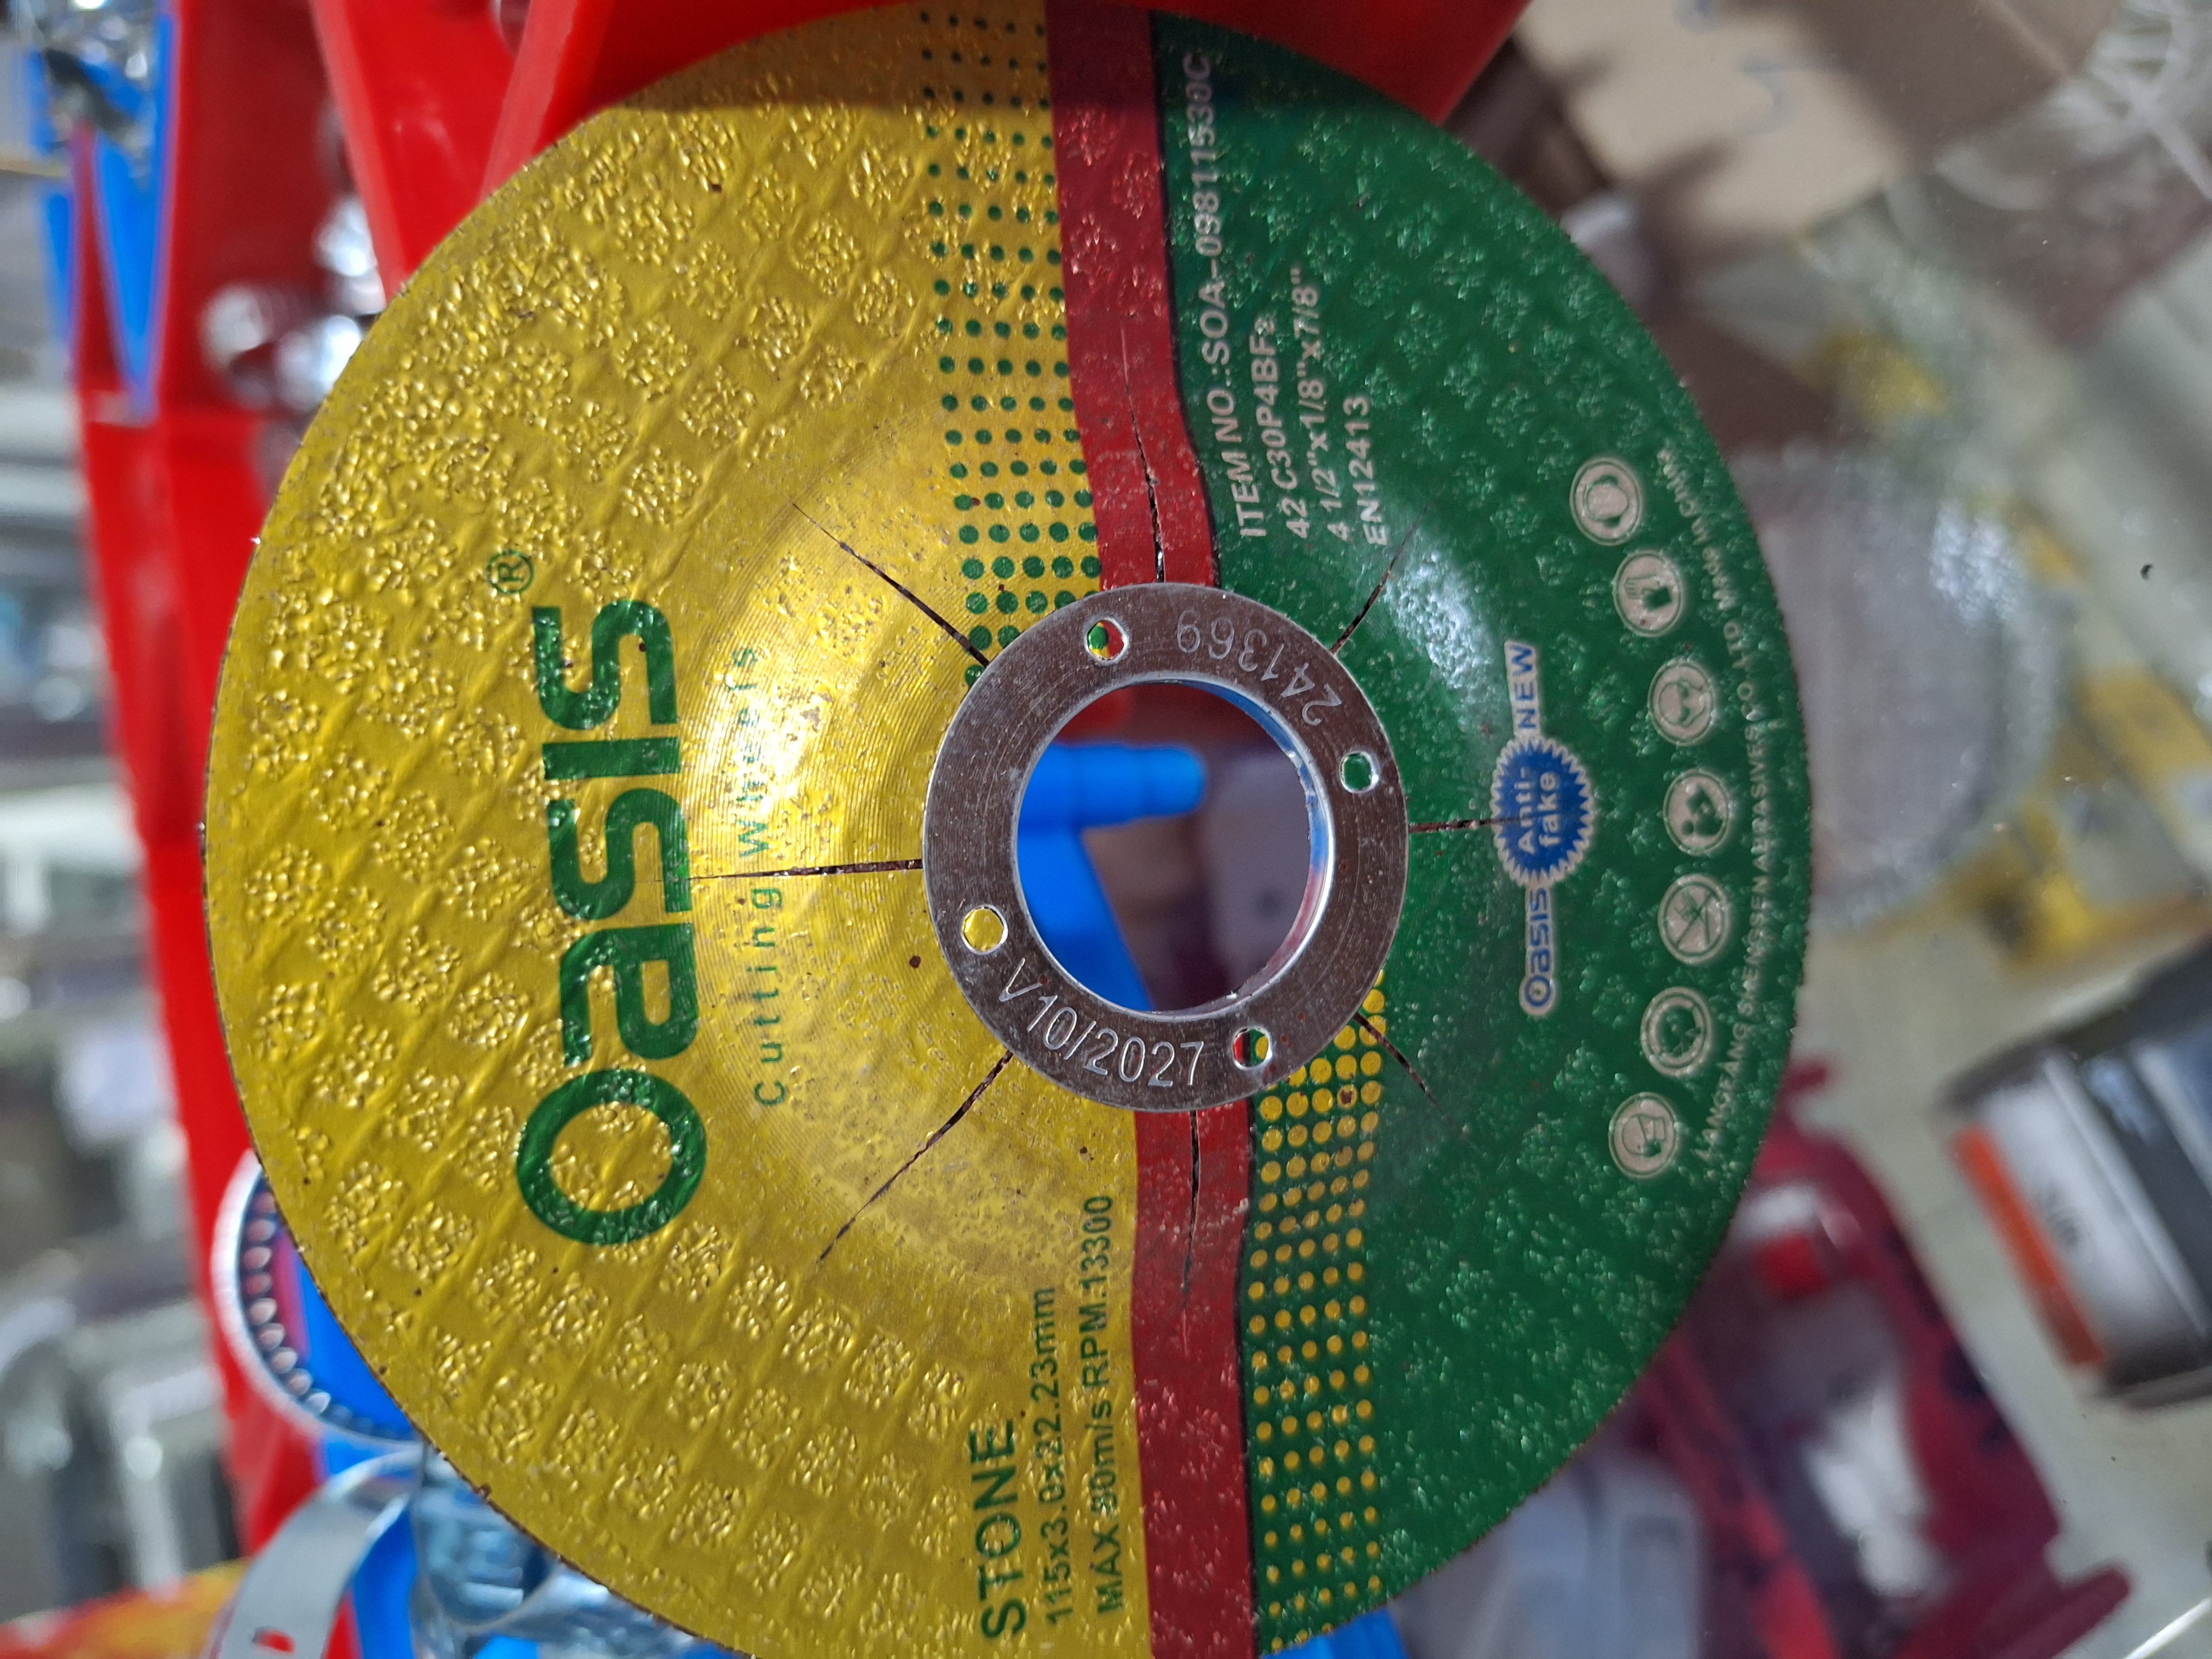 oasis®
Cutting Wheels
STONE
115x3.0x22.23mm
MAX 80m/s RPM:13300
V10/2027
241369
ITEM NO.:SOA-09811530C
42 C30P4BF
4 1/2"x1/8"x7/8"
EN12413
Oasis Anti-fake NEW